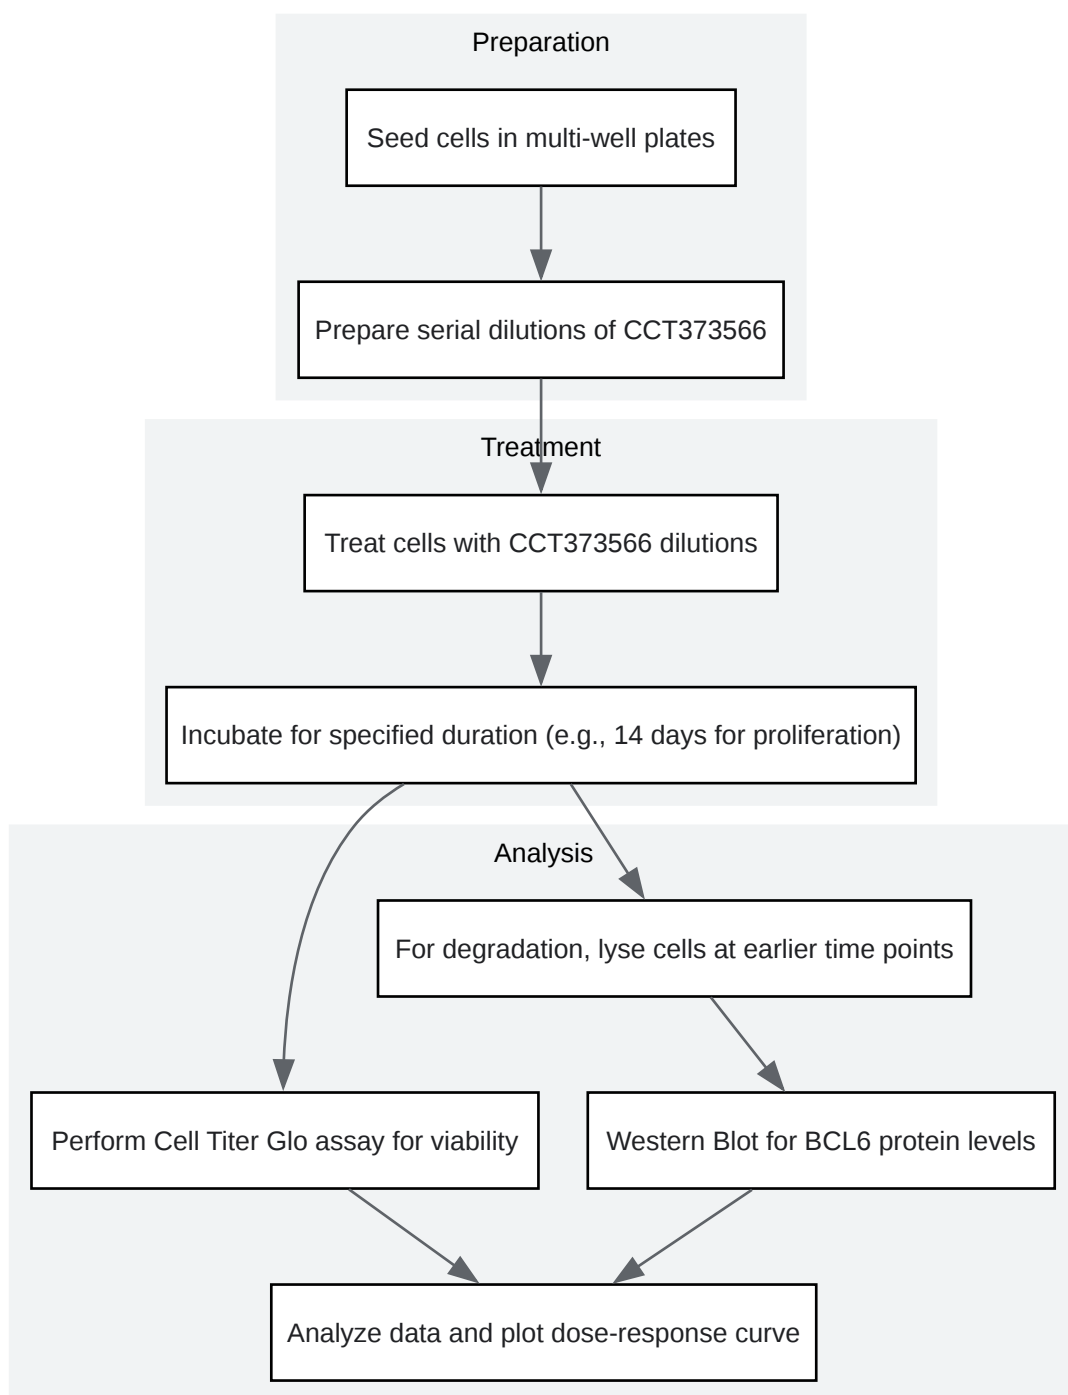 Preparation
Seed cells in multi-well plates
Prepare serial dilutions of CCT373566
Treatment
Treat cells with CCT373566 dilutions
Incubate for specified duration (e.g., 14 days for proliferation)
Analysis
For degradation, lyse cells at earlier time points
Perform Cell Titer Glo assay for viability
Western Blot for BCL6 protein levels
Analyze data and plot dose-response curve